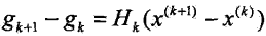 g_{k+1} - g_k = H_k(x^{(k+1)} - x^{(k)})